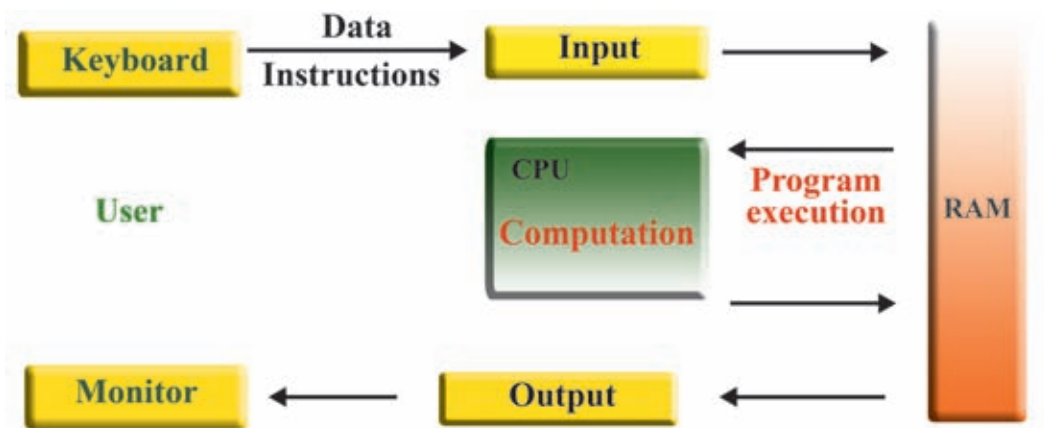 Keyboard
Data
Instructions
Input
User
CPU
Computation
Program
execution
RAM
Monitor
Output